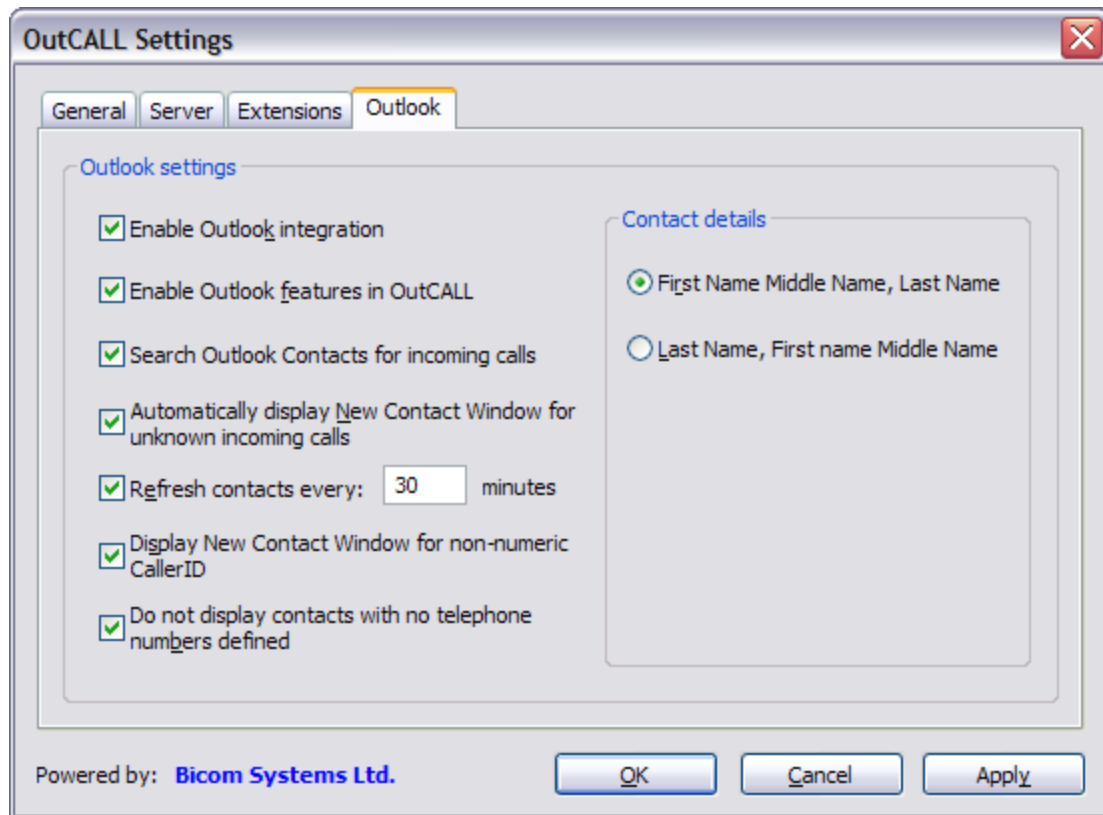 OutCALL Settings
General Server Extensions Outlook
Outlook settings
Enable Outlook integration
Enable Outlook features in OutCALL
Search Outlook Contacts for incoming calls
Automatically display New Contact Window for
unknown incoming calls
Refresh contacts every: 30 minutes
Display New Contact Window for non-numeric
CallerID
Do not display contacts with no telephone
numbers defined
Contact details
First Name Middle Name, Last Name
Last Name, First name Middle Name
Powered by: Bicom Systems Ltd.
OK Cancel Apply